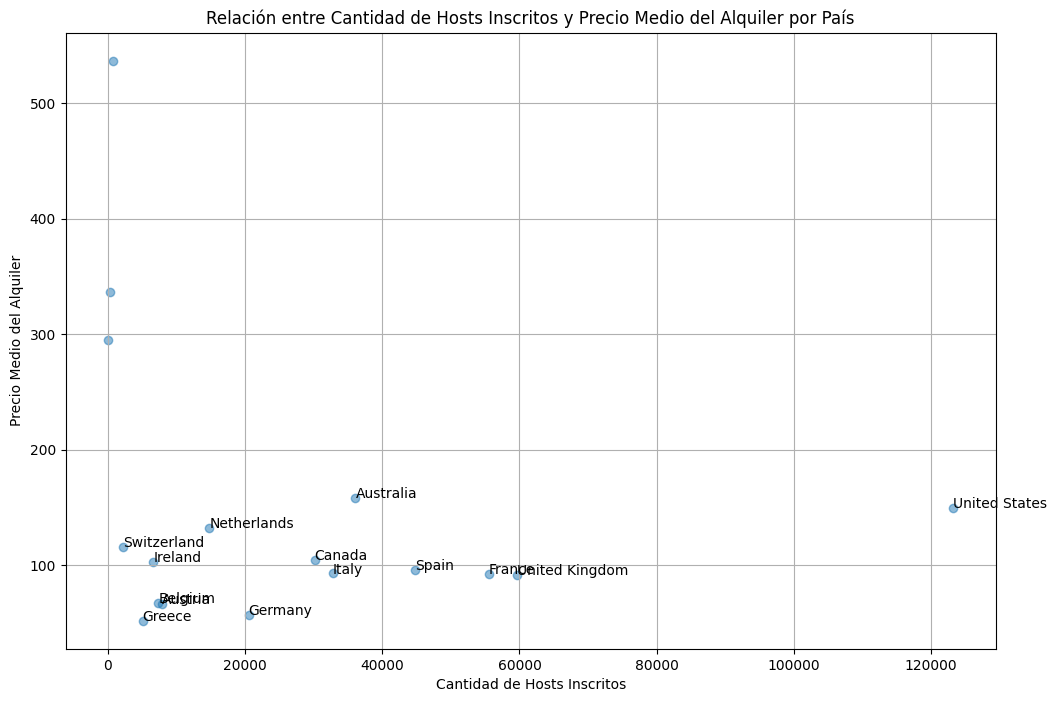 Relación entre Cantidad de Hosts Inscritos y Precio Medio del Alquiler por País
500
400
300
200
100
Precio Medio del Alquiler
Australia
United States
Netherlands
Switzerland
Ireland
Canada
Italy
Spain
France
United Kingdom
Belgium
Austria
Greece
Germany
0
20000
40000
60000
80000
100000
120000
Cantidad de Hosts Inscritos